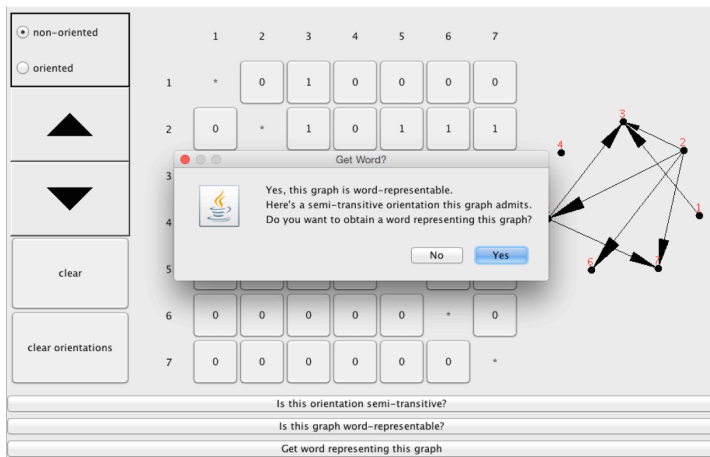 non-oriented
oriented
1 2 3 4 5 6 7
1 * 0 1 0 0 0 0
2 0 * 1 0 1 1 1
3
4
5
6 0 0 0 0 0 * 0
7 0 0 0 0 0 0 *
Get Word?
Yes, this graph is word-representable.
Here's a semi-transitive orientation this graph admits.
Do you want to obtain a word representing this graph?
No
Yes
clear
clear orientations
3
2
4
1
6
Is this orientation semi-transitive?
Is this graph word-representable?
Get word representing this graph